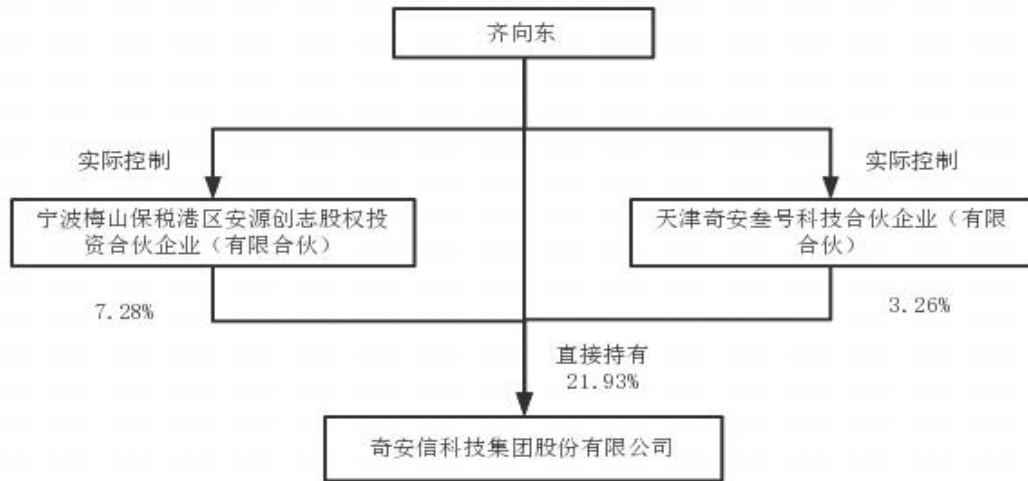 齐向东
实际控制
实际控制
宁波梅山保税港区安源创志股权投
资合伙企业（有限合伙）
天津奇安叁号科技合伙企业（有限
合伙）
7.28%
3.26%
直接持有
21.93%
奇安信科技集团股份有限公司